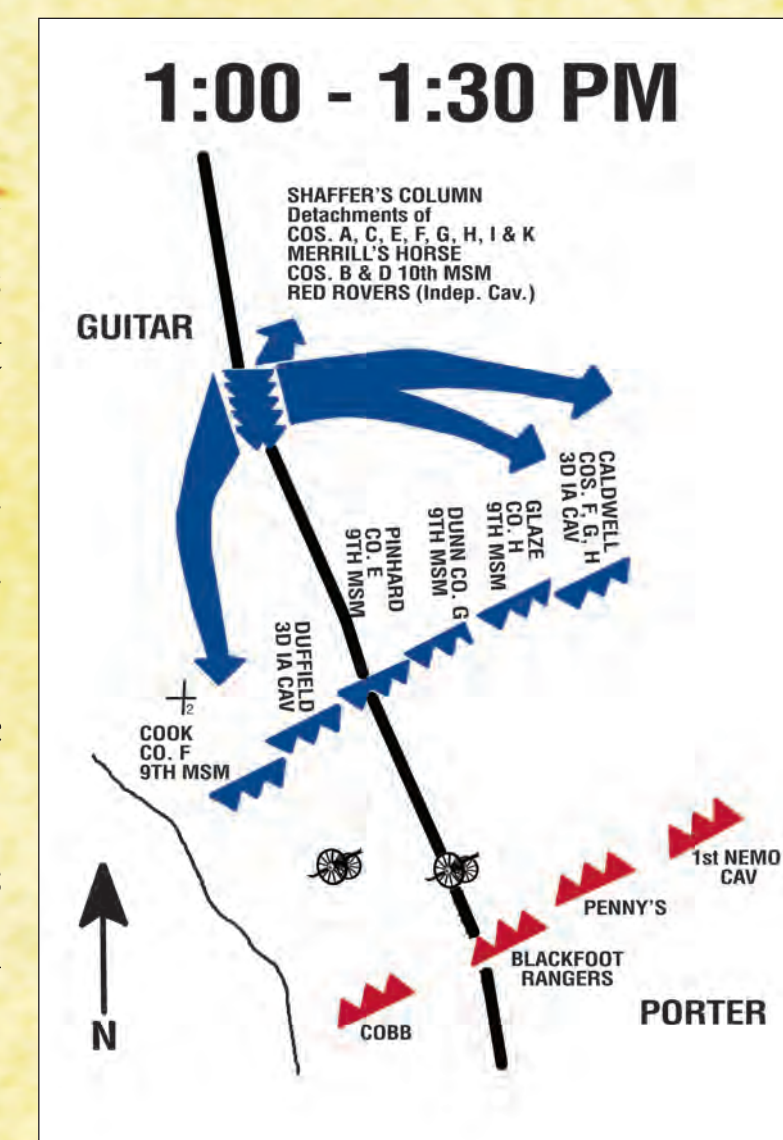 1:00 - 1:30 PM
SHAFFER'S COLUMN
Detachments of
COS. A, C, E, F, G, H, I & K
MERRILL'S HORSE
COS. B & D 10th MSM
RED ROVERS (Indep. Cav.)
GUITAR
CALDWELL
COS. F, G, H
3D IA CAV
GLAZE
CO. H
9TH MSM
DUNN CO. G
9TH MSM
PINHARD
CO. E
9TH MSM
DUFFIELD
3D IA CAV
2
COOK
CO. F
9TH MSM
1st NEMO
CAV
PENNY'S
BLACKFOOT
RANGERS
PORTER
COBB
N